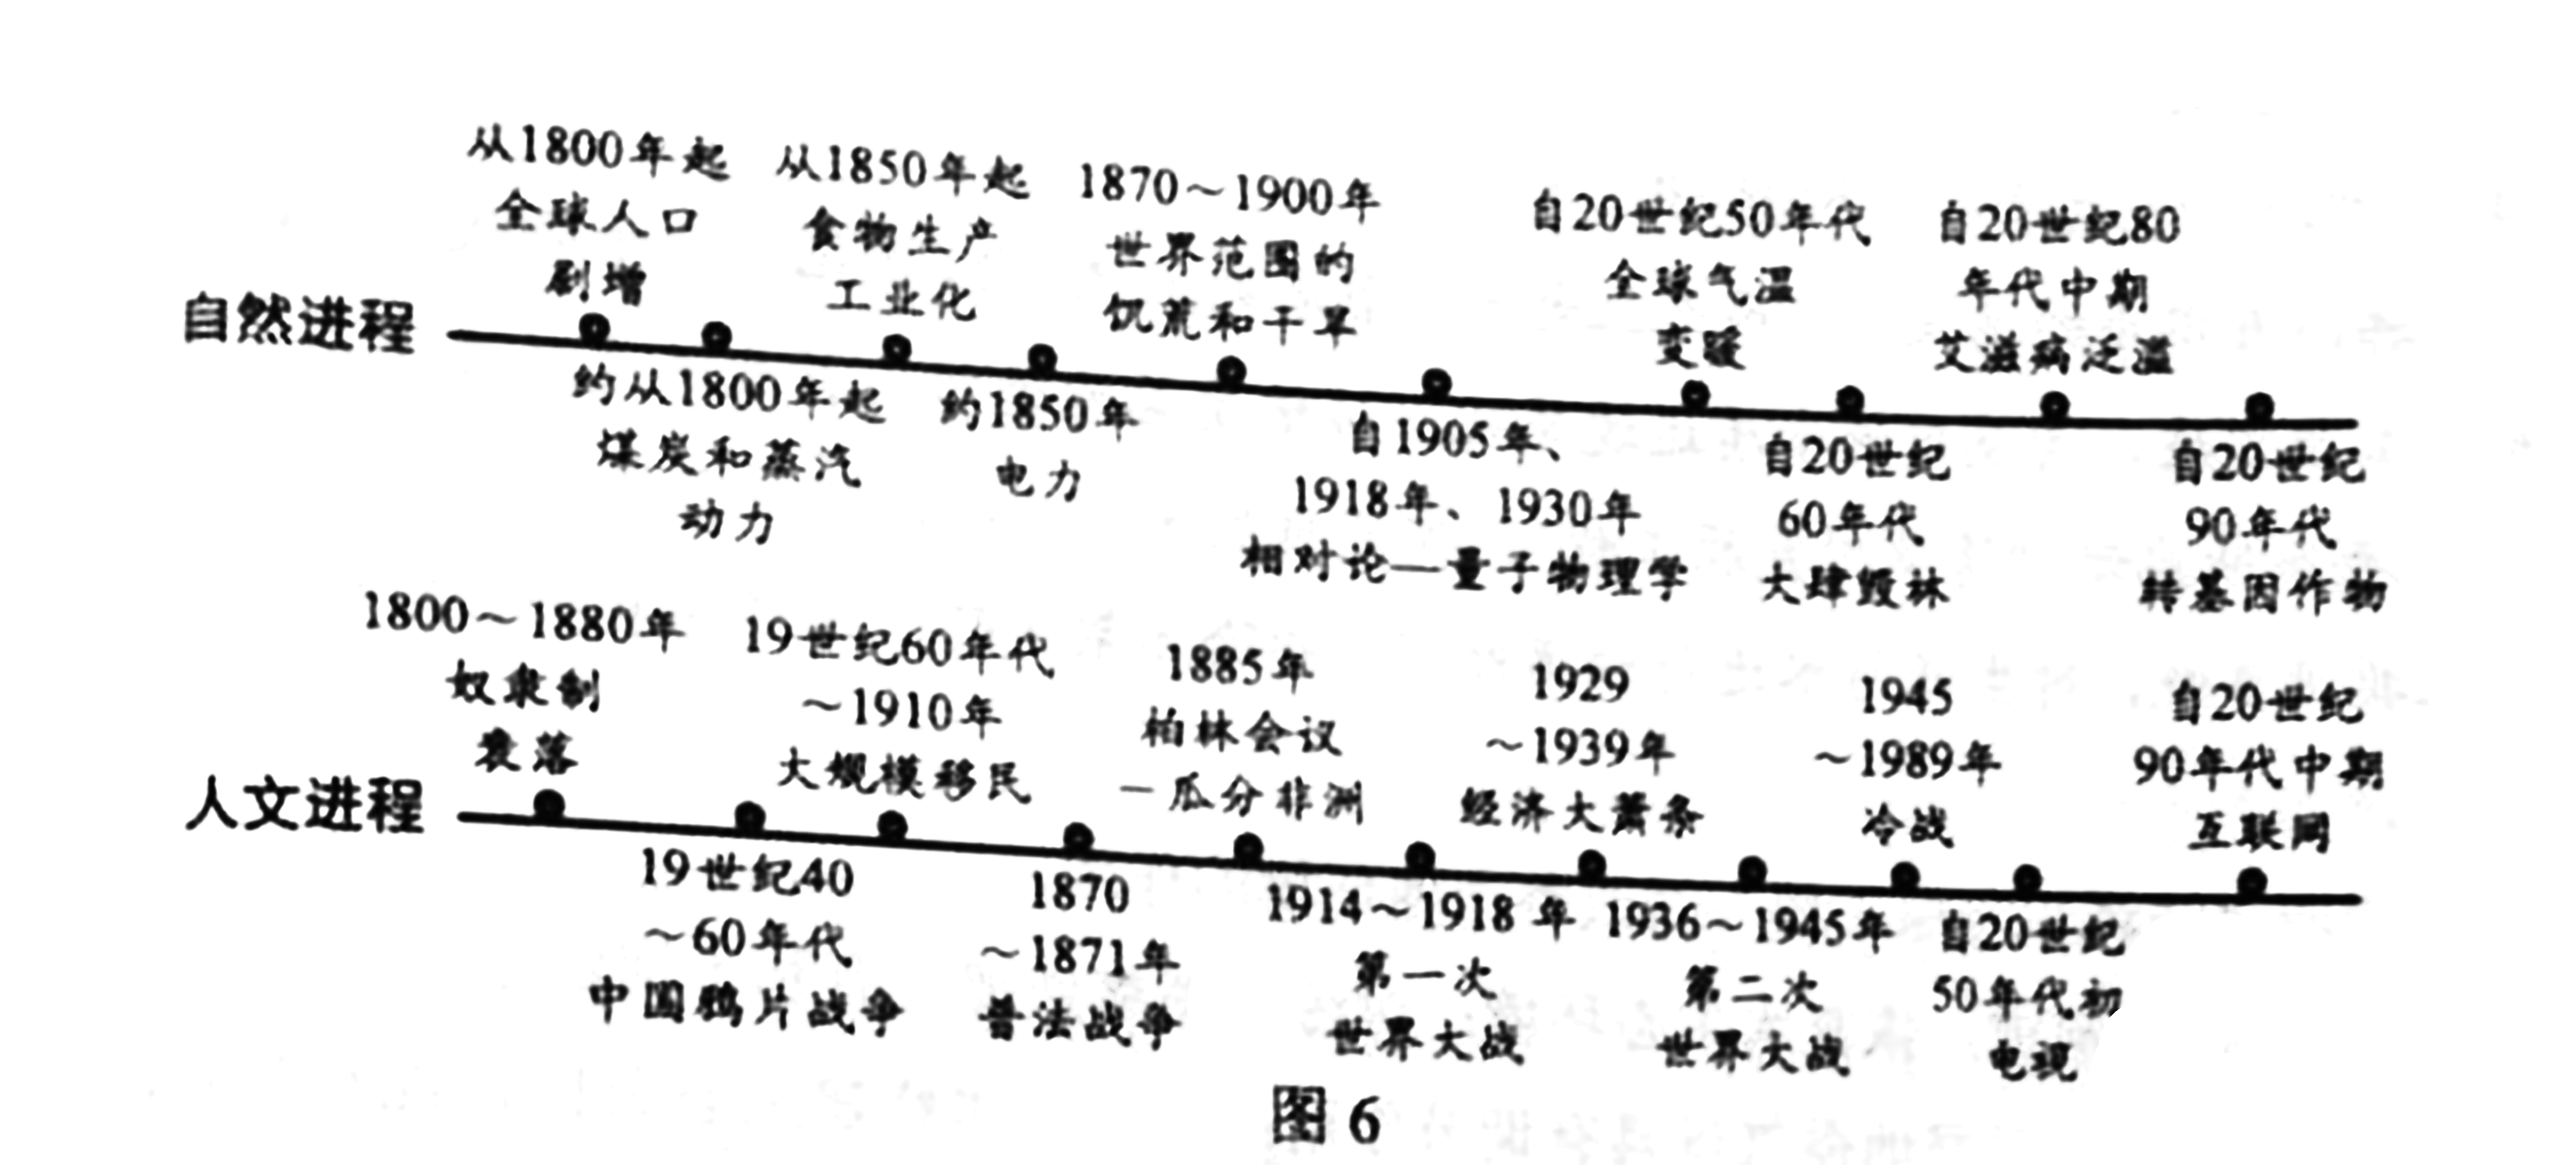 从1800年起
全球人口
剧增
从1850年起
食物生产
工业化
1870～1900年
世界范围的
饥荒和干旱
自20世纪50年代
全球气温
变暖
自20世纪80
年代中期
艾滋病泛滥
自然进程
约从1800年起
煤炭和蒸汽
动力
约1850年
电力
自1905年、
1918年、1930年
相对论—量子物理学
自20世纪
60年代
大肆毁林
自20世纪
90年代
转基因作物
1800～1880年
奴隶制
衰落
19世纪60年代
～1910年
大规模移民
1885年
柏林会议
－瓜分非洲
1929
～1939年
经济大萧条
1945
～1989年
冷战
自20世纪
90年代中期
互联网
人文进程
19世纪40
～60年代
中国鸦片战争
1870
～1871年
普法战争
1914～1918 年
第一次
世界大战
1936～1945年
第二次
世界大战
自20世纪
50年代初
电视
图6